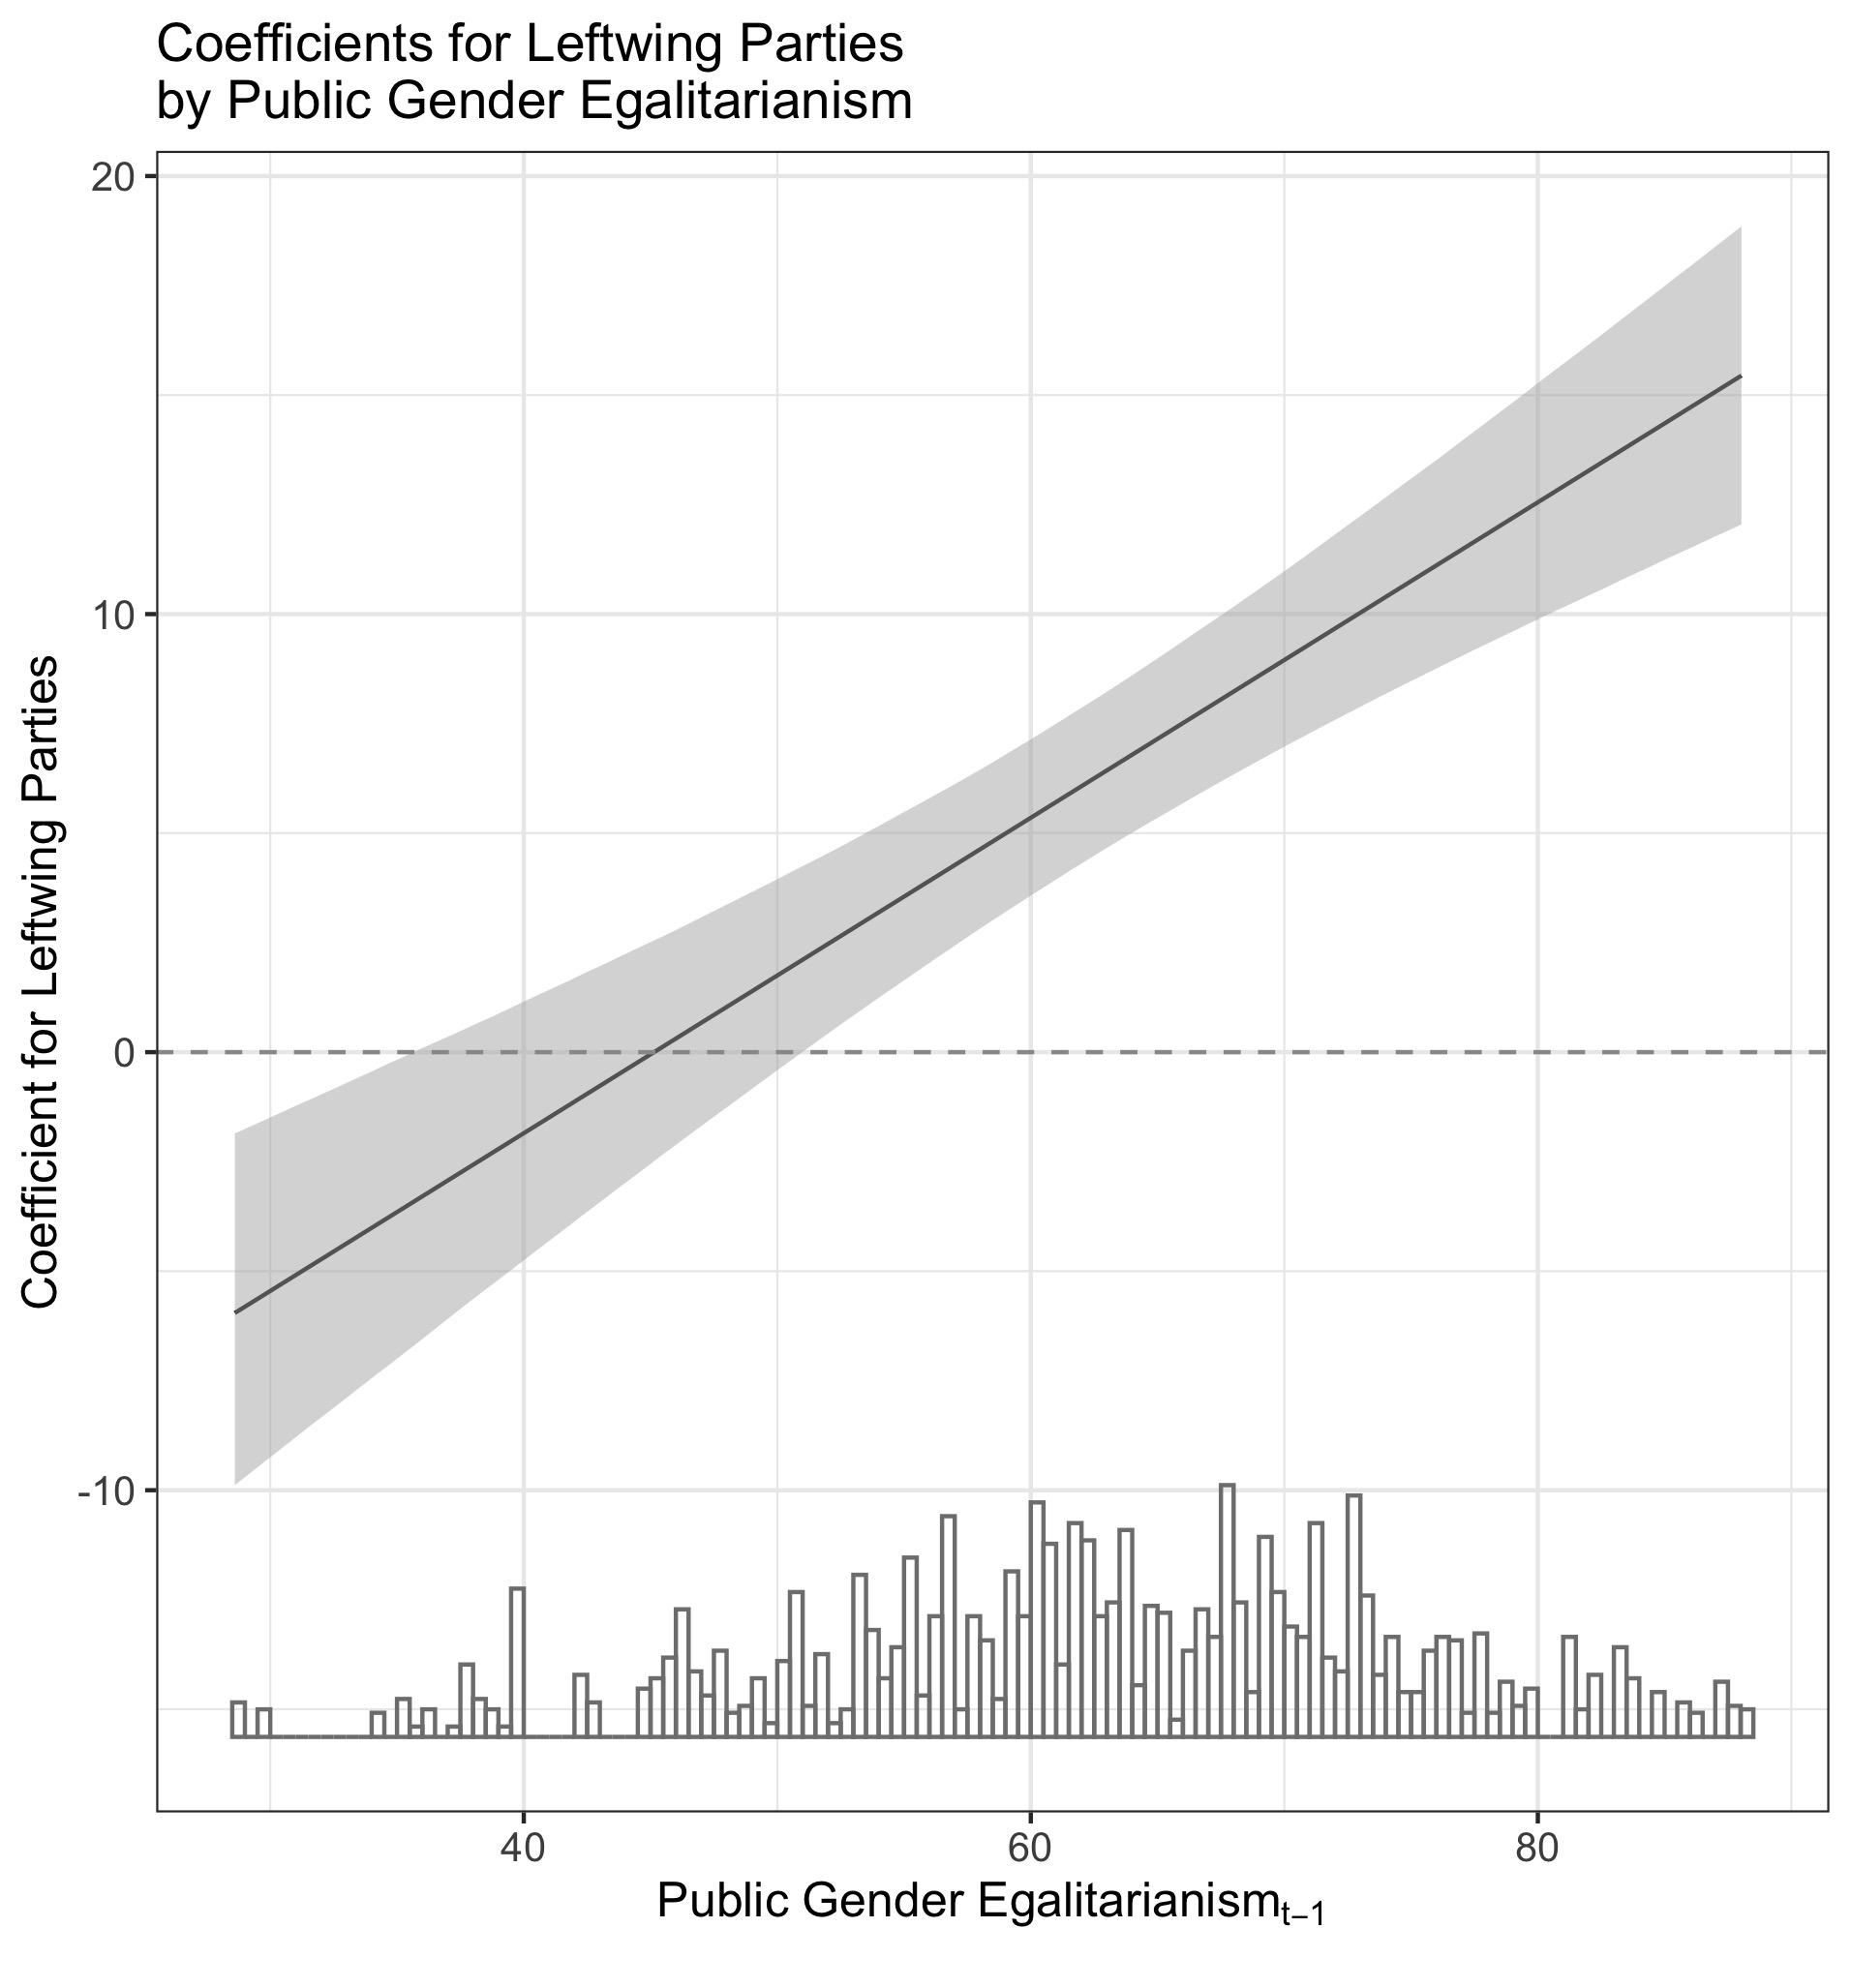 Coefficients for Leftwing Parties
by Public Gender Egalitarianism
Coefficient for Leftwing Parties
20
10
0
-10
40 60 80
Public Gender Egalitarianismt−1